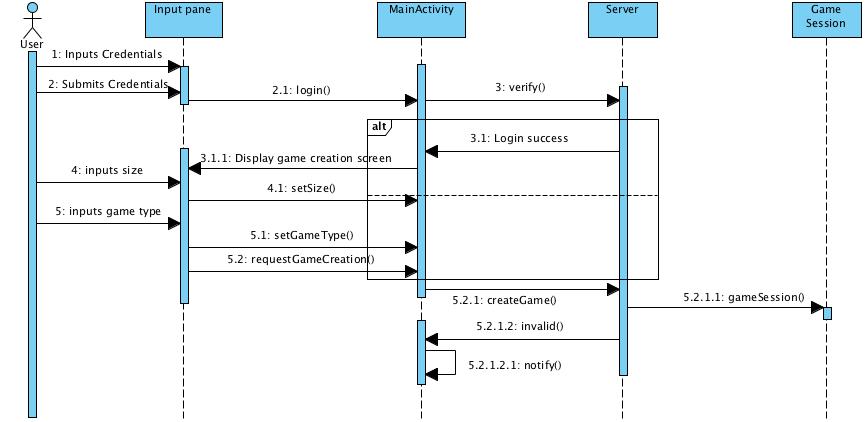 Input pane
MainActivity
Server
Game
Session
User
1: Inputs Credentials
2: Submits Credentials
2.1: login()
3: verify()
alt
3.1: Login success
3.1.1: Display game creation screen
4: inputs size
4.1: setSize()
5: inputs game type
5.1: setGameType()
5.2: requestGameCreation()
5.2.1: createGame()
5.2.1.1: gameSession()
5.2.1.2: invalid()
5.2.1.2.1: notify()